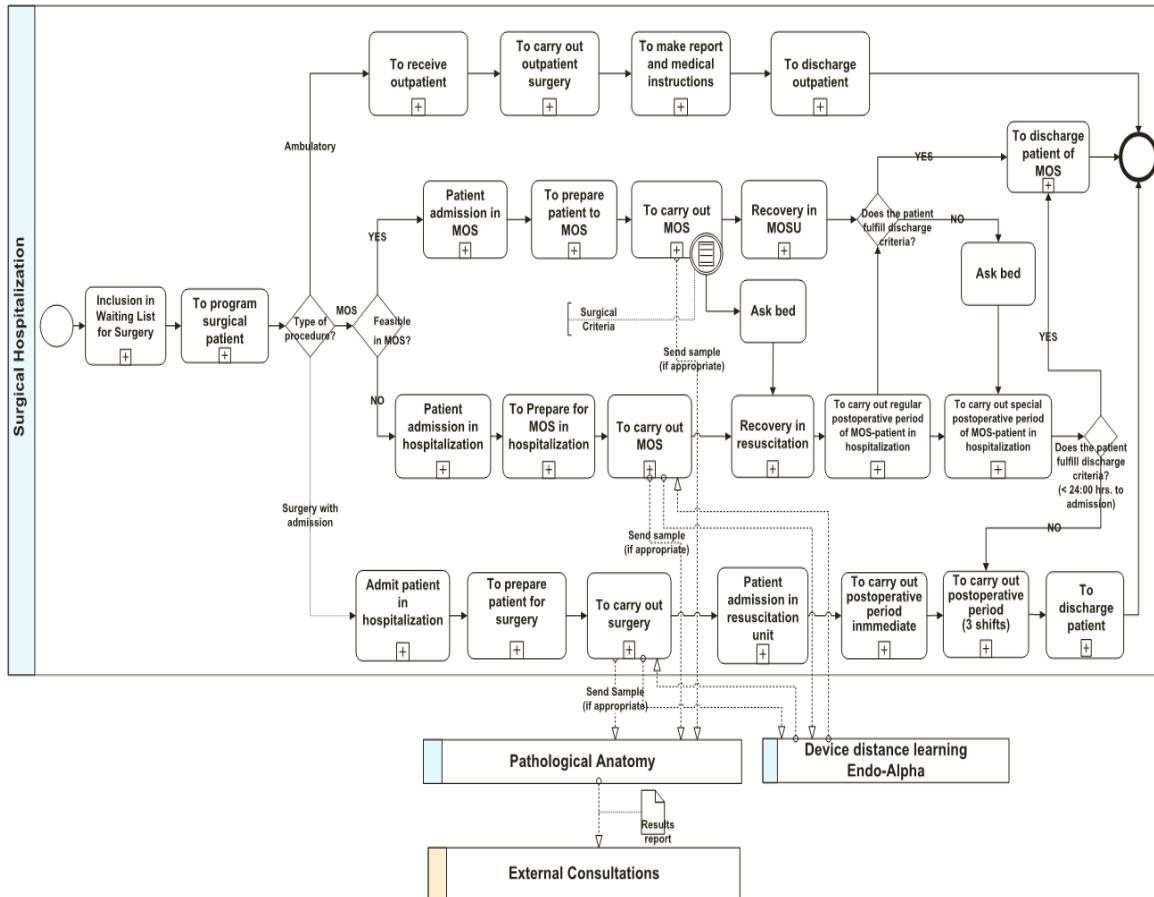 Surgical Hospitalization
To receive
outpatient
To carry out
outpatient
surgery
To make report
and medical
instructions
To discharge
outpatient
Ambulatory
To discharge
patient of
MOS
YES
Patient
admission in
MOS
To prepare
patient to
MOS
To carry out
MOS
Recovery in
MOSU
Does the patient
fulfill discharge
criteria?
NO
YES
Ask bed
Inclusion in
Waiting List
for Surgery
To program
surgical
patient
Type of
procedure?
MOS
Feasible
in MOS?
Surgical
Criteria
Ask bed
YES
Send sample
(if appropriate)
NO
Patient
admission in
hospitalization
To Prepare for
MOS in
hospitalization
To carry out
MOS
Recovery in
resuscitation
To carry out regular
postoperative period
of MOS-patient in
hospitalization
To carry out special
postoperative period
of MOS-patient in
hospitalization
Does the patient
fulfill discharge
criteria?
(< 24:00 hrs. to
admission)
Surgery with
admission
Send sample
(if appropriate)
NO
Admit patient
in
hospitalization
To prepare
patient for
surgery
To carry out
surgery
Patient
admission in
resuscitation
unit
To carry out
postoperative
period
inmmediate
To carry out
postoperative
period
(3 shifts)
To
discharge
patient
Send Sample
(if appropriate)
Pathological Anatomy
Device distance learning
Endo-Alpha
Results
report
External Consultations